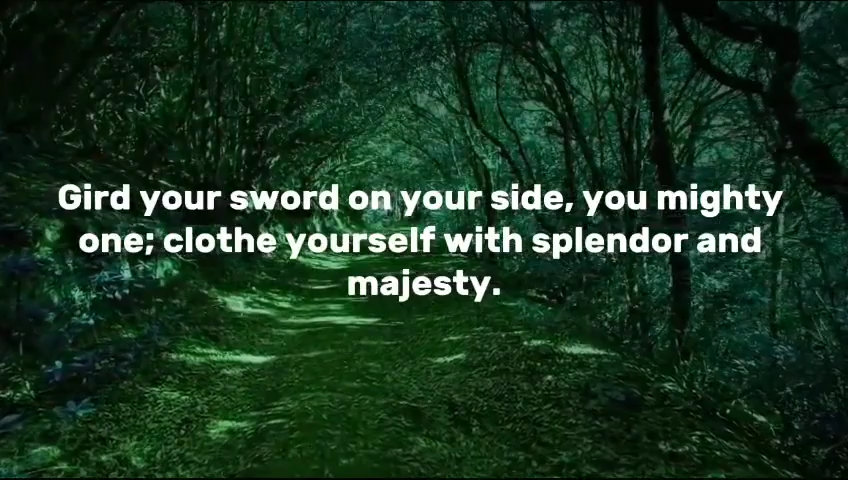 Gird your sword on your side, you mighty
one; clothe yourself with splendor and
majesty.